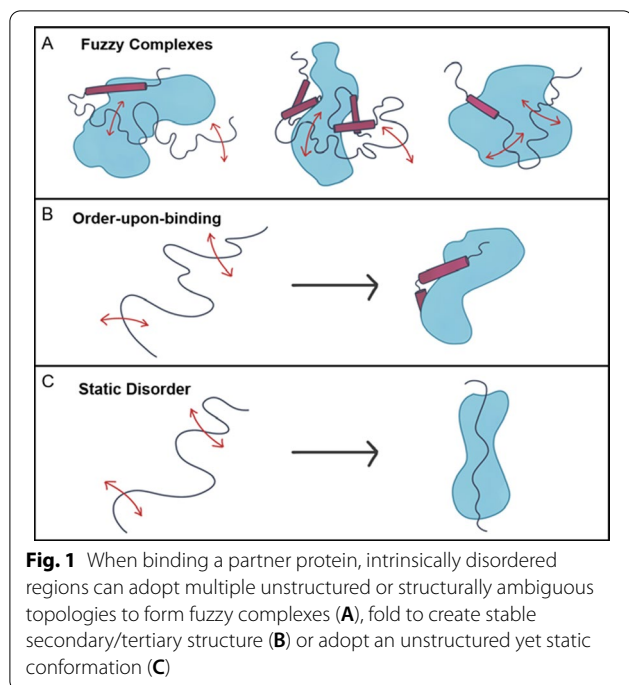 A Fuzzy Complexes
B Order-upon-binding
C Static Disorder
Fig. 1 When binding a partner protein, intrinsically disordered
regions can adopt multiple unstructured or structurally ambiguous
topologies to form fuzzy complexes (A), fold to create stable
secondary/tertiary structure (B) or adopt an unstructured yet static
conformation (C)